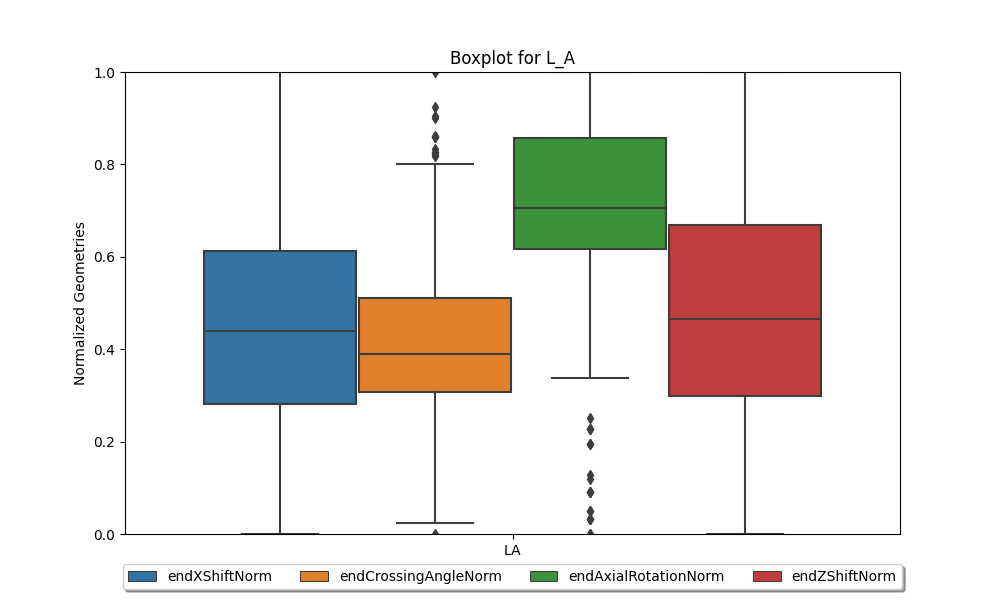 Boxplot for L_A
1.0
0.8
0.6
0.4
0.2
0.0
Normalized Geometries
LA
endXShiftNorm endCrossingAngleNorm endAxialRotationNorm endZShiftNorm